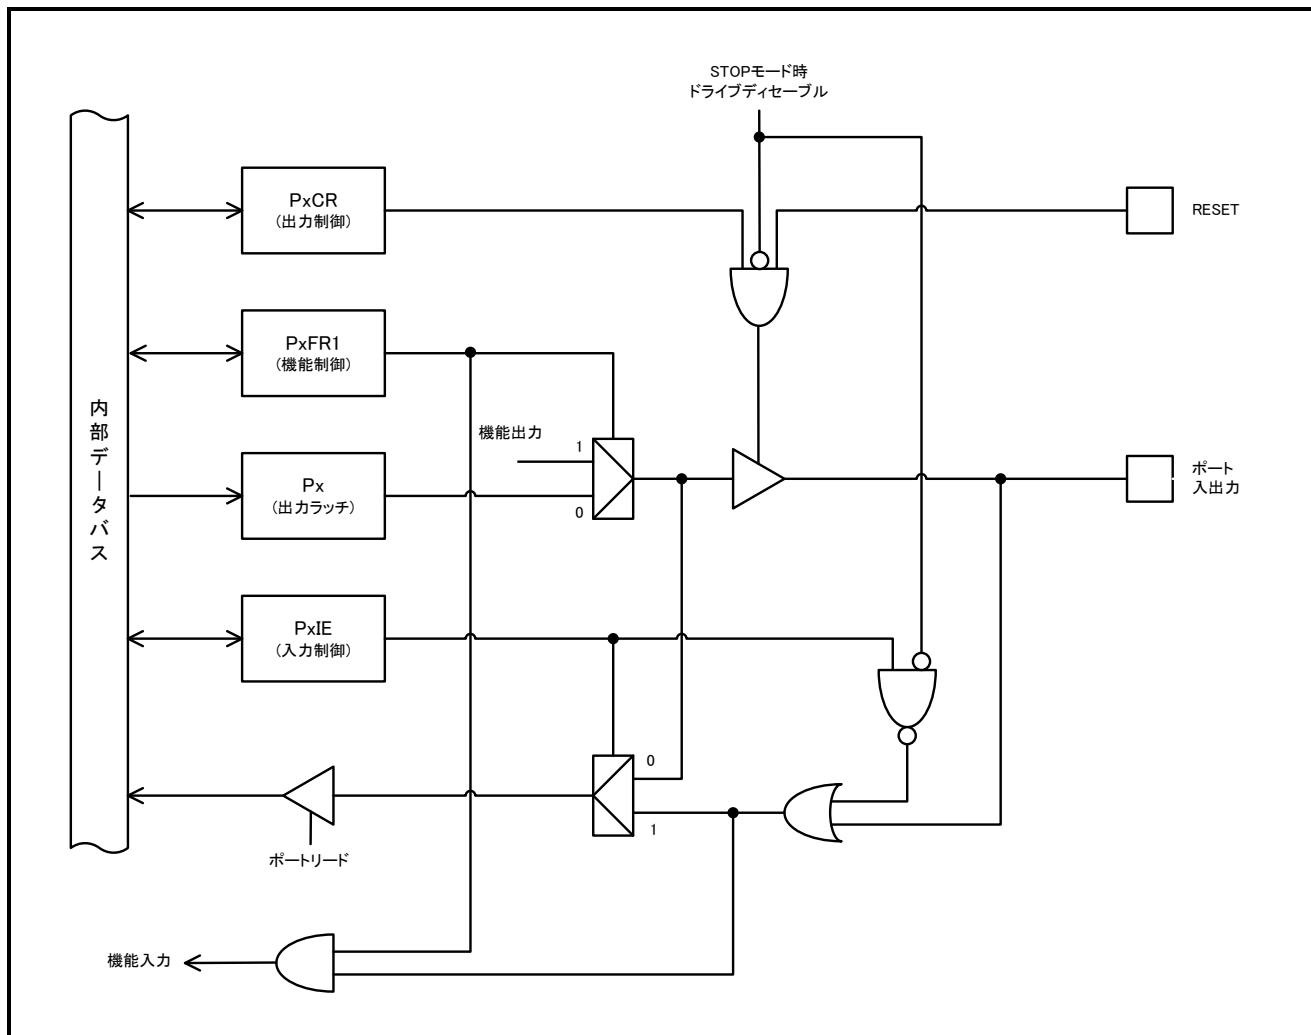 STOPモード時
ドライブディセーブル
PxCR
(出力制御)
RESET
PxFR1
(機能制御)
内部データバス
機能出力
1
Px
(出力ラッチ)
0
ポート
入出力
PxIE
(入力制御)
0
1
ポートリード
機能入力